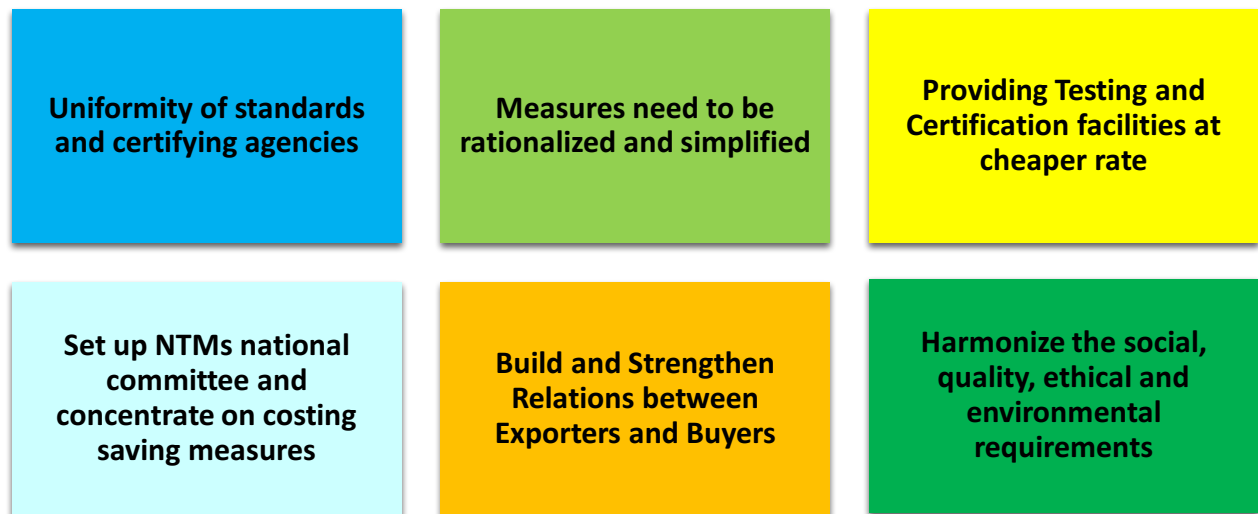 Uniformity of standards
and certifying agencies
Measures need to be
rationalized and simplified
Providing Testing and
Certification facilities at
cheaper rate
Set up NTMs national
committee and
concentrate on costing
saving measures
Build and Strengthen
Relations between
Exporters and Buyers
Harmonize the social,
quality, ethical and
environmental
requirements